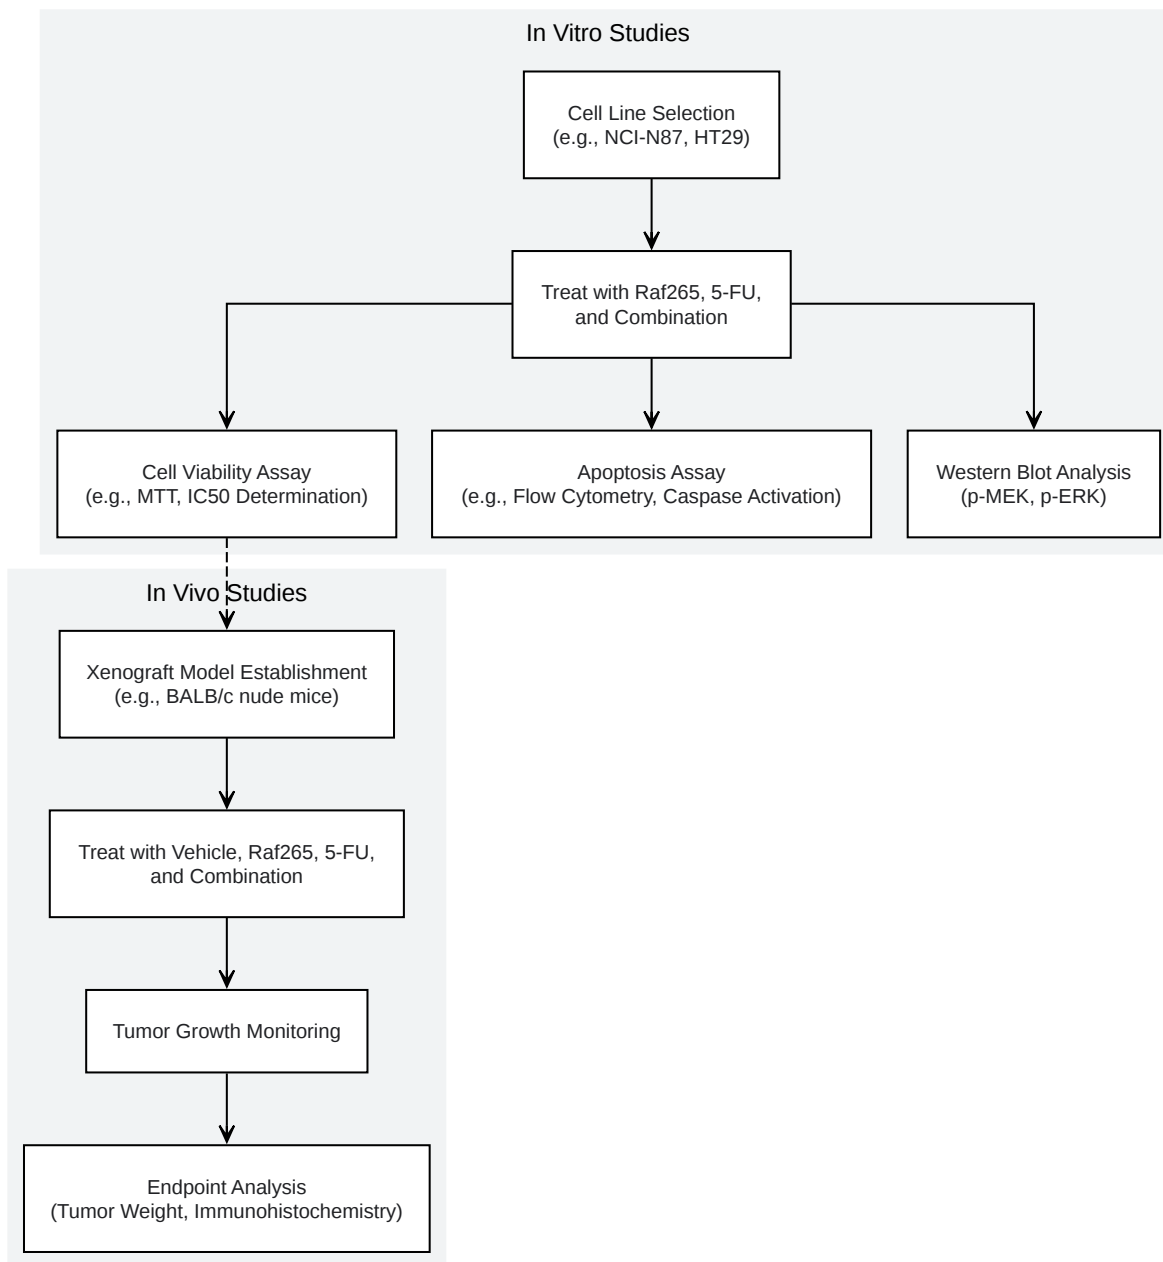 In Vitro Studies
Cell Line Selection
(e.g., NCI-N87, HT29)
Treat with Raf265, 5-FU,
and Combination
Cell Viability Assay
(e.g., MTT, IC50 Determination)
Apoptosis Assay
(e.g., Flow Cytometry, Caspase Activation)
Western Blot Analysis
(p-MEK, p-ERK)
In Vivo Studies
Xenograft Model Establishment
(e.g., BALB/c nude mice)
Treat with Vehicle, Raf265, 5-FU,
and Combination
Tumor Growth Monitoring
Endpoint Analysis
(Tumor Weight, Immunohistochemistry)